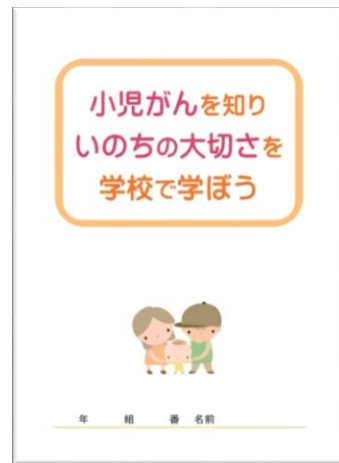 小児がんを知り
いのちの大切さを
学校で学ぼう
年 組 番 名前